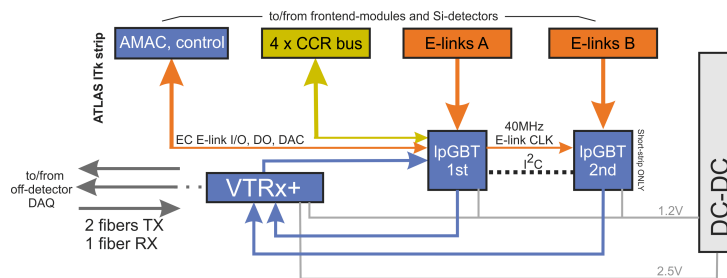 to/from frontend-modules and Si-detectors
ATLAS ITk strip
AMAC, control
4 x CCR bus
E-links A
E-links B
EC E-link I/O, DO, DAC
lpGBT
1st
40MHz
E-link CLK
I²C
lpGBT
2nd
Short-strip ONLY
DC-DC
to/from
off-detector
DAQ
VTRx+
2 fibers TX
1 fiber RX
1.2V
2.5V